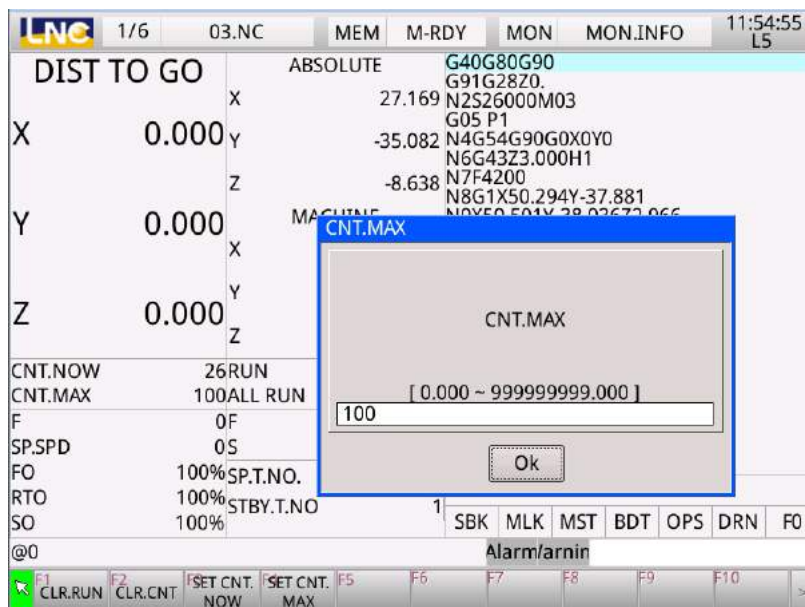 LNC 1/6 03.NC MEM M-RDY MON MON.INFO 11:54:55
L5
DIST TO GO
X 0.000
Y 0.000
Z 0.000
ABSOLUTE
X 27.169
Y -35.082
Z -8.638
X
Y
Z
G40G80G90
G91G28Z0.
N2S26000M03
G05 P1
N4G54G90G0X0Y0
N6G43Z3.000H1
N7F4200
N8G1X50.294Y-37.881
CNT.MAX
CNT.MAX
[ 0.000 ~ 999999999.000 ]
100
Ok
CNT.NOW 26
CNT.MAX 100
RUN
ALL RUN
F 0
SP.SPD 0
FO 100%
RTO 100%
SO 100%
F
S
SP.T.NO.
STBY.T.NO 1
SBK MLK MST BDT OPS DRN F0
@0 Alarm/arnin
F1 CLR.RUN
F2 CLR.CNT
SET CNT.
NOW
SET CNT.
MAX
F5
F6
F7
F8
F9
F10